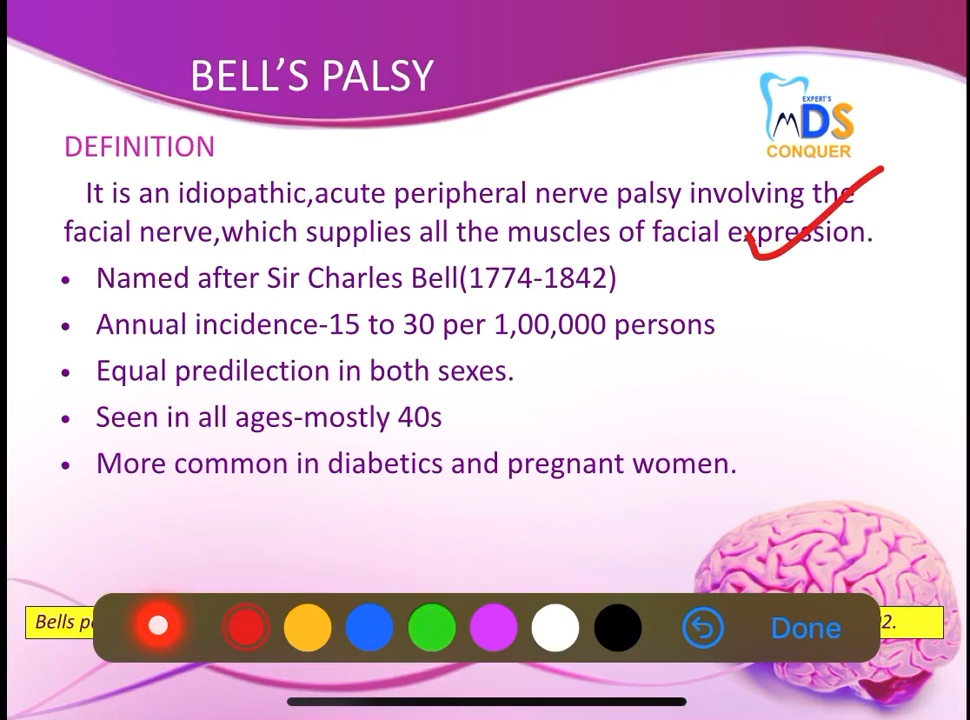 BELL’S PALSY
EXPERT'S
MDS
CONQUER
DEFINITION
It is an idiopathic,acute peripheral nerve palsy involving the
facial nerve,which supplies all the muscles of facial expression.
• Named after Sir Charles Bell(1774-1842)
• Annual incidence-15 to 30 per 1,00,000 persons
• Equal predilection in both sexes.
• Seen in all ages-mostly 40s
• More common in diabetics and pregnant women.
Bells
Done